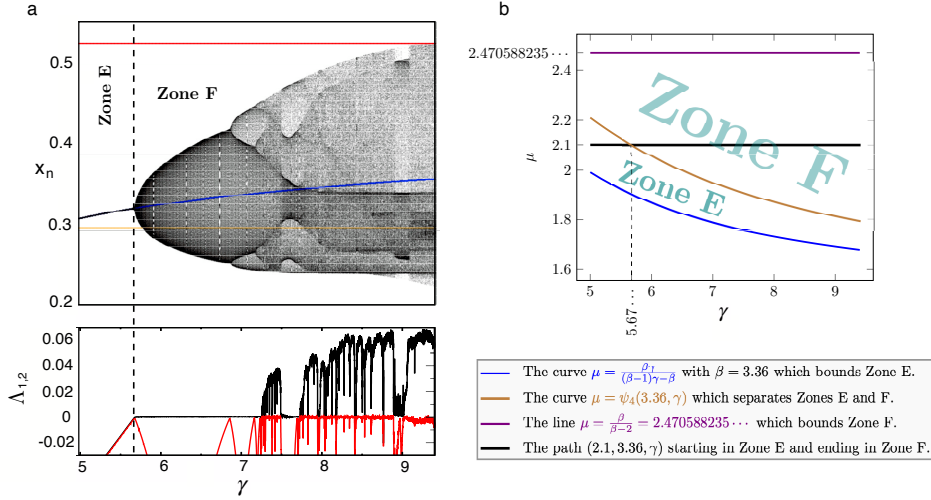 a
0.5
0.4
x_n
0.3
0.2
Zone E
Zone F
0.06
0.04
0.02
0
-0.02
Λ_{1,2}
5
6
7
8
9
γ
b
2.470588235···
2.4
2.2
2.1
2
1.8
1.6
μ
Zone F
Zone E
5
6
7
8
9
5.67 ···
γ
The curve μ = βγ/((β−1)γ−β) with β = 3.36 which bounds Zone E.
The curve μ = ψ₄(3.36, γ) which separates Zones E and F.
The line μ = β/(β−2) = 2.470588235··· which bounds Zone F.
The path (2.1, 3.36, γ) starting in Zone E and ending in Zone F.